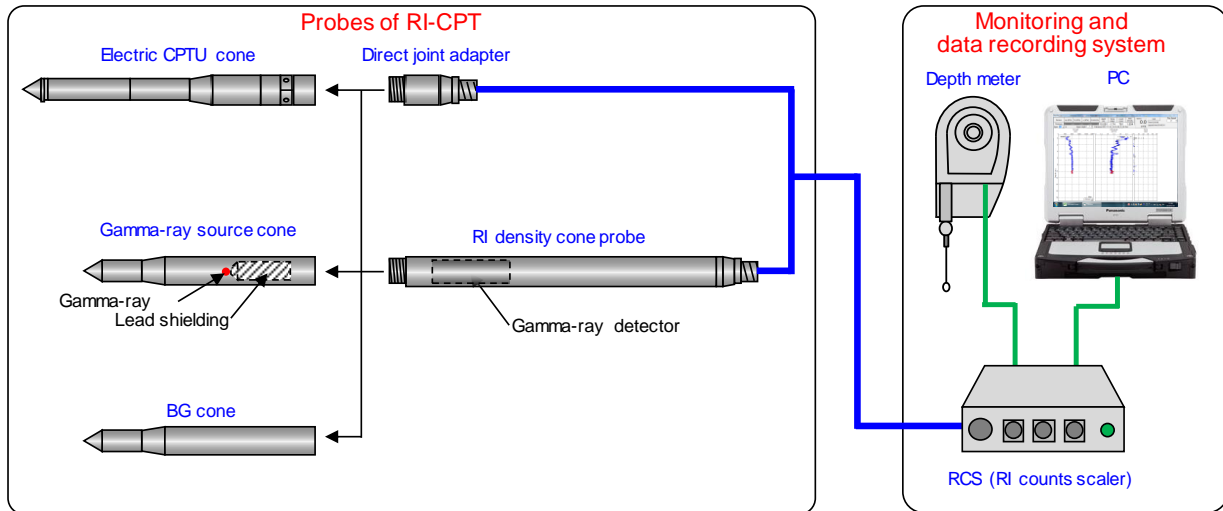 Probes of RI-CPT
Electric CPTU cone
Direct joint adapter
Gamma-ray source cone
RI density cone probe
Gamma-ray
Lead shielding
Gamma-ray detector
BG cone
Monitoring and
data recording system
Depth meter
PC
Panasonic
RCS (RI counts scaler)